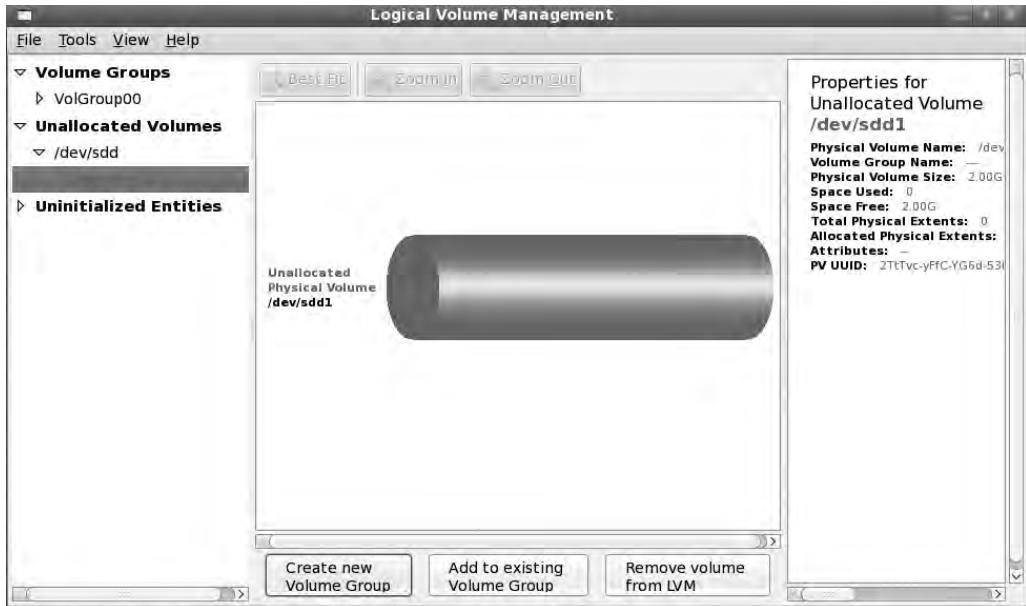 Logical Volume Management
File Tools View Help
Volume Groups
VolGroup00
Unallocated Volumes
/dev/sdd
Uninitialized Entities
Best Fit Zoom In Zoom Out
Unallocated
Physical Volume
/dev/sdd1
Create new
Volume Group
Add to existing
Volume Group
Remove volume
from LVM
Properties for
Unallocated Volume
/dev/sdd1
Physical Volume Name: /dev
Volume Group Name: —
Physical Volume Size: 2.00G
Space Used: 0
Space Free: 2.00G
Total Physical Extents: 0
Allocated Physical Extents:
Attributes: —
PV UUID: 2TtTvc-yFfC-YG6d-53